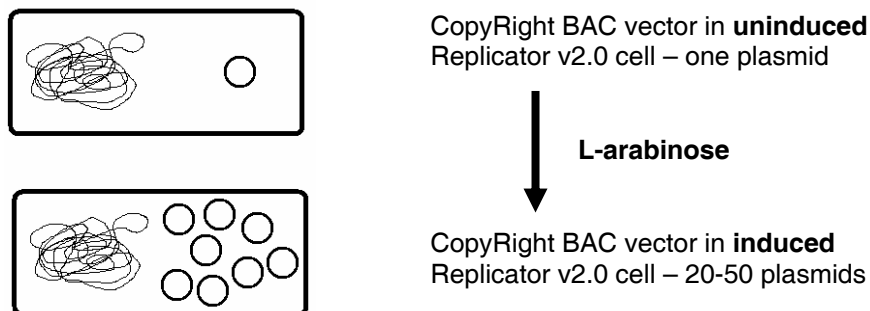 CopyRight BAC vector in uninduced
Replicator v2.0 cell – one plasmid
L-arabinose
CopyRight BAC vector in induced
Replicator v2.0 cell – 20-50 plasmids